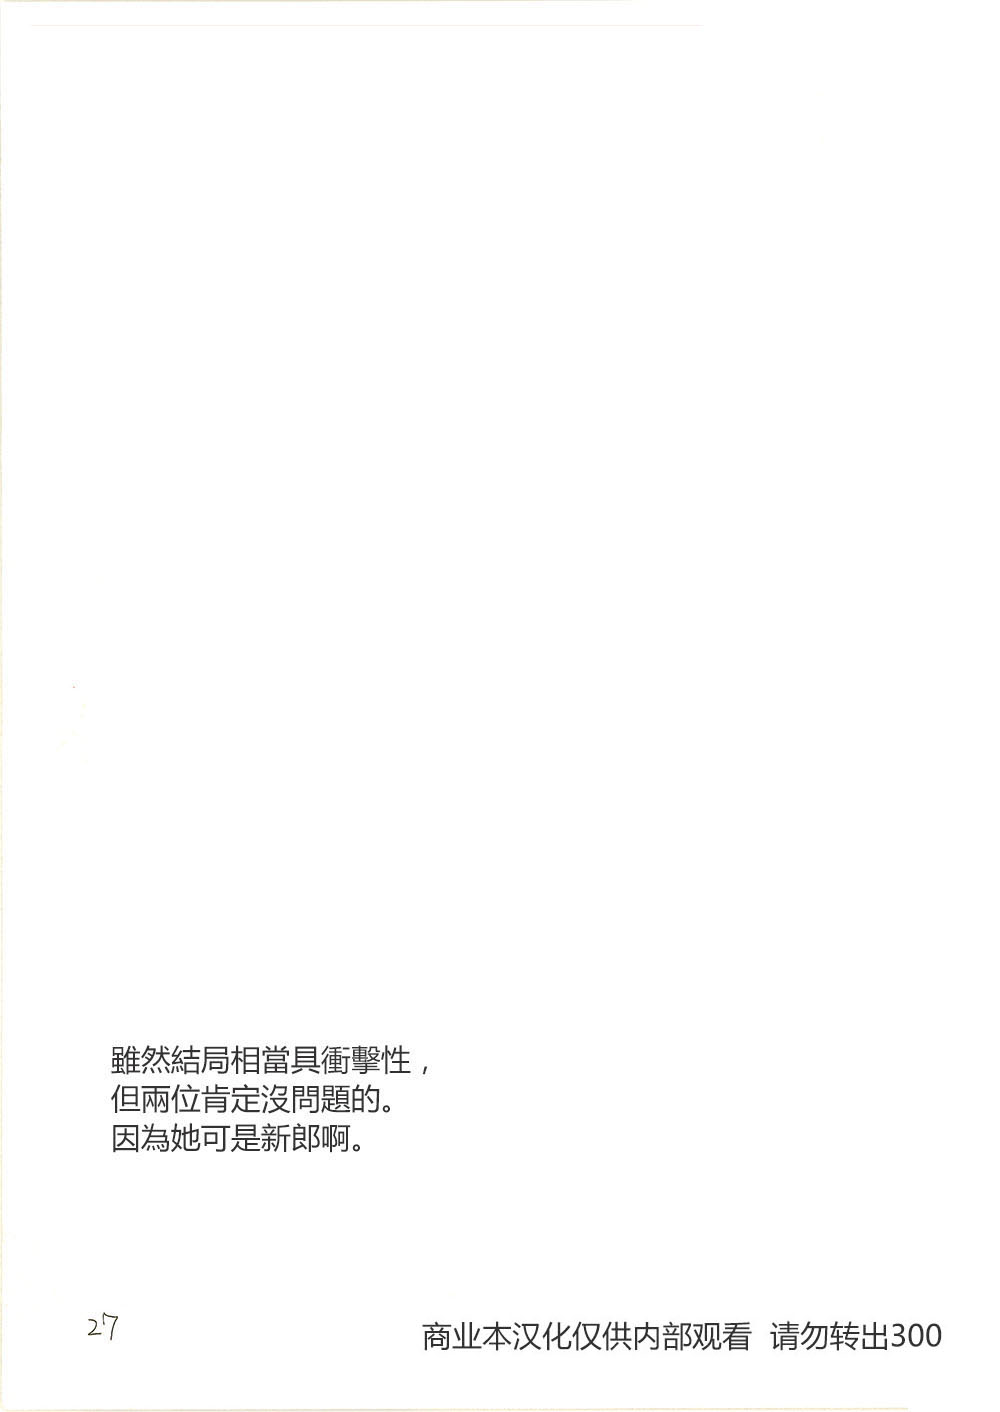 雖然結局相當具衝擊性，
但兩位肯定沒問題的。
因為她可是新郎啊。
27
商业本汉化仅供内部观看 请勿转出300